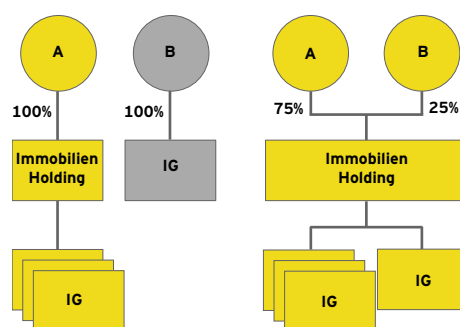 A
B
A
B
100%
100%
75%
25%
Immobilien
Holding
IG
Immobilien
Holding
IG
IG
IG